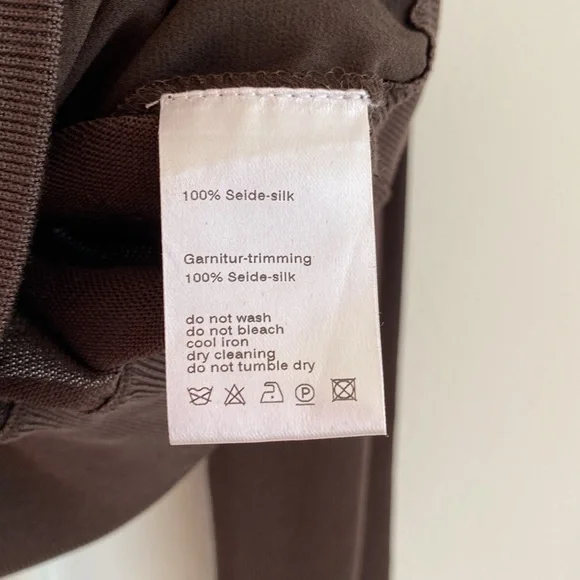 100% Seide-silk
Garnitur-trimming
100% Seide-silk
do not wash
do not bleach
cool iron
dry cleaning
do not tumble dry
P